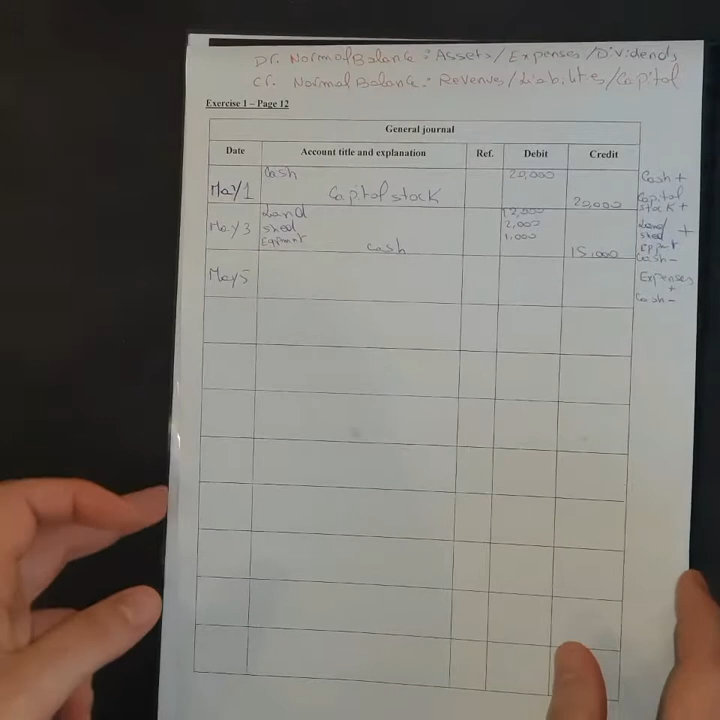 Dr. Normal Balance: Assets / Expenses / Dividends
Cr. Normal Balance: Revenues / Liabilities / Capital
Exercise 1 – Page 12
General journal
Date Account title and explanation Ref. Debit Credit
Cash 20,000 Cash +
May 1 Capital stock 20,000 Capital stock +
Land 12,000 Land
May 3 shed 2,000 shed +
Equipment 1,000
Cash 15,000 Cash -
May 5 Expenses +
Cash -